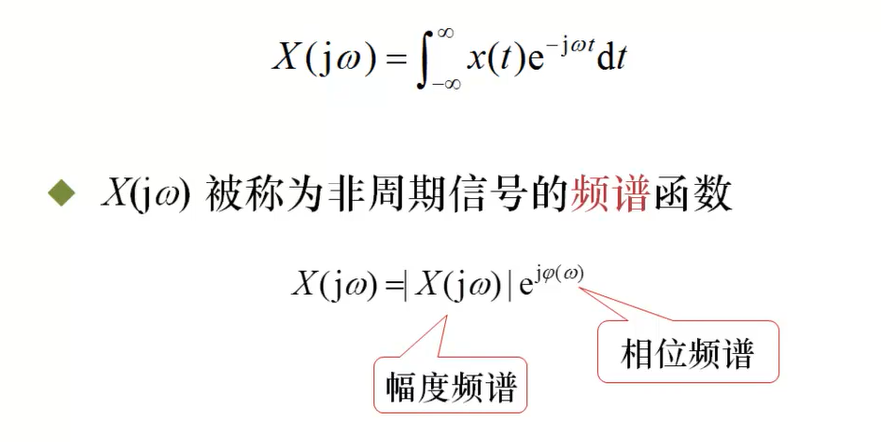 X(jω) = ∫_{-∞}^{∞} x(t)e^{-jωt}dt
X(jω) 被称为非周期信号的频谱函数
X(jω) =| X(jω) | e^{jφ(ω)}
相位频谱
幅度频谱